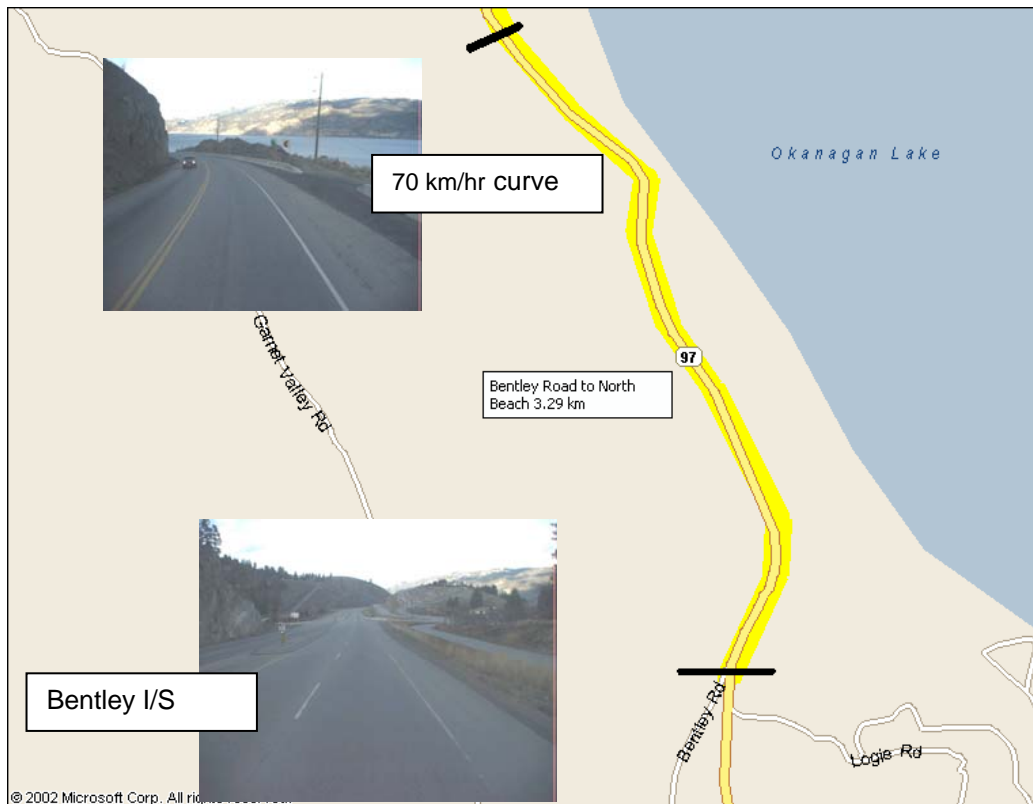 Okanagan Lake
70 km/hr curve
Garnet Valley Rd
97
Bentley Road to North
Beach 3.29 km
Bentley I/S
Bentley Rd
Logie Rd
© 2002 Microsoft Corp. All rights reserved.